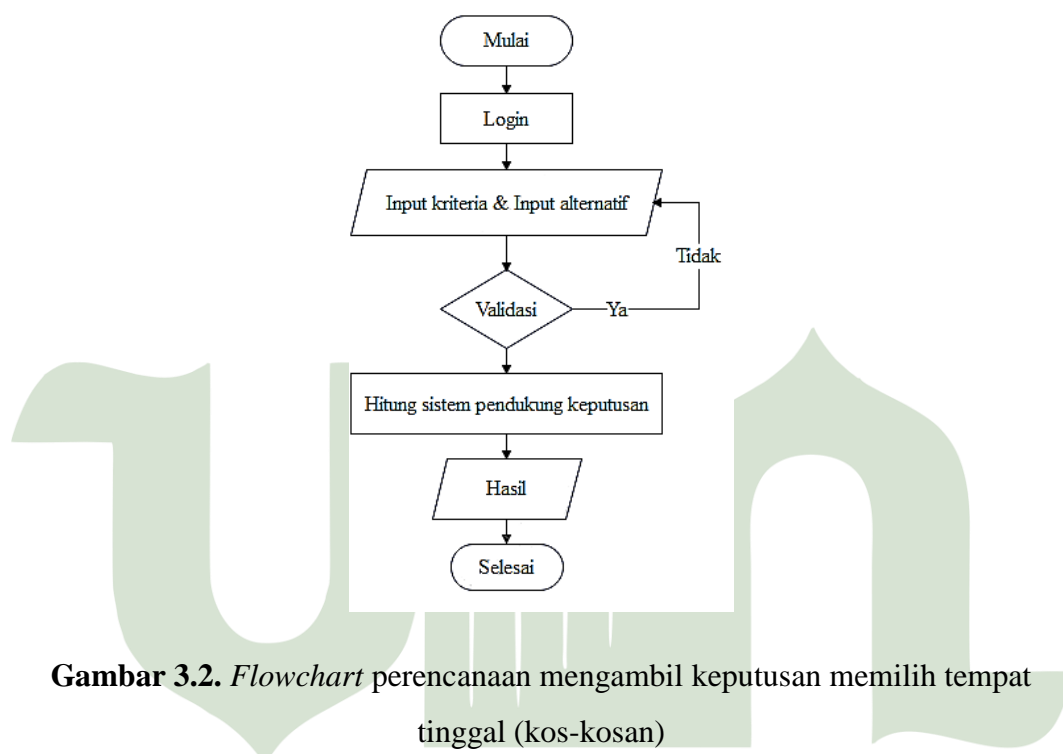 Mulai
Login
Input kriteria & Input alternatif
Tidak
Validasi
Ya
Hitung sistem pendukung keputusan
Hasil
Selesai
Gambar 3.2. Flowchart perencanaan mengambil keputusan memilih tempat
tinggal (kos-kosan)